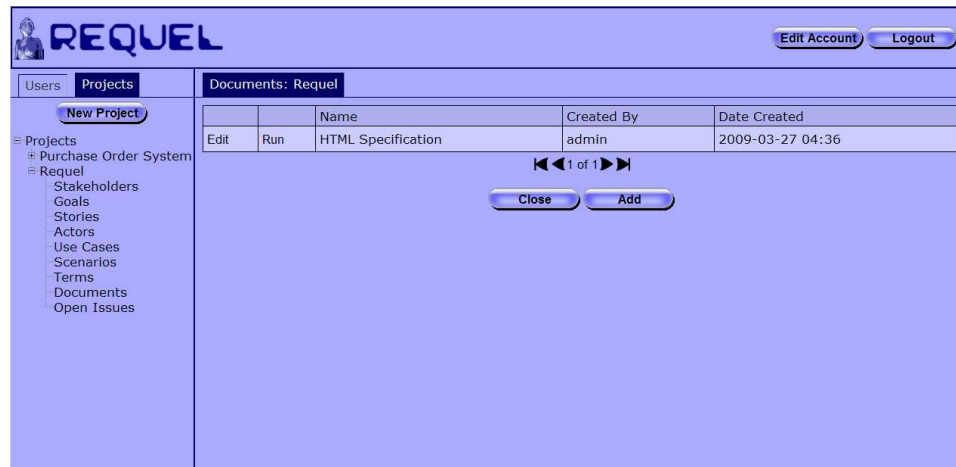 REQUEL
Edit Account Logout
Users Projects
New Project
Projects
Purchase Order System
Requel
Stakeholders
Goals
Stories
Actors
Use Cases
Scenarios
Terms
Documents
Open Issues
Documents: Requel
Name Created By Date Created
Edit Run HTML Specification admin 2009-03-27 04:36
1 of 1
Close Add